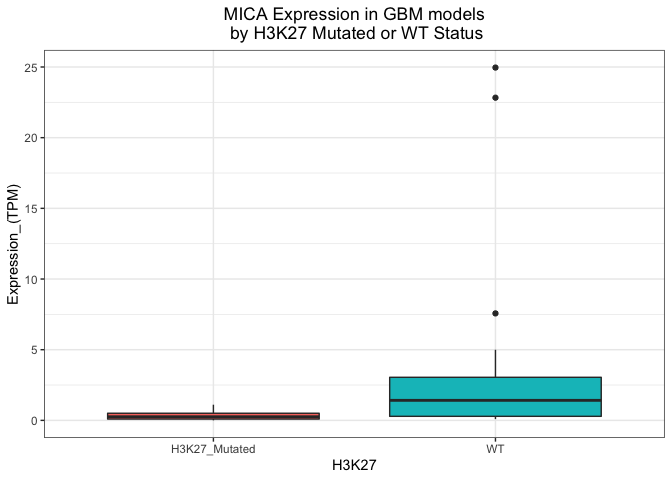 MICA Expression in GBM models
by H3K27 Mutated or WT Status
25
20
15
10
5
0
Expression_(TPM)
H3K27_Mutated
WT
H3K27